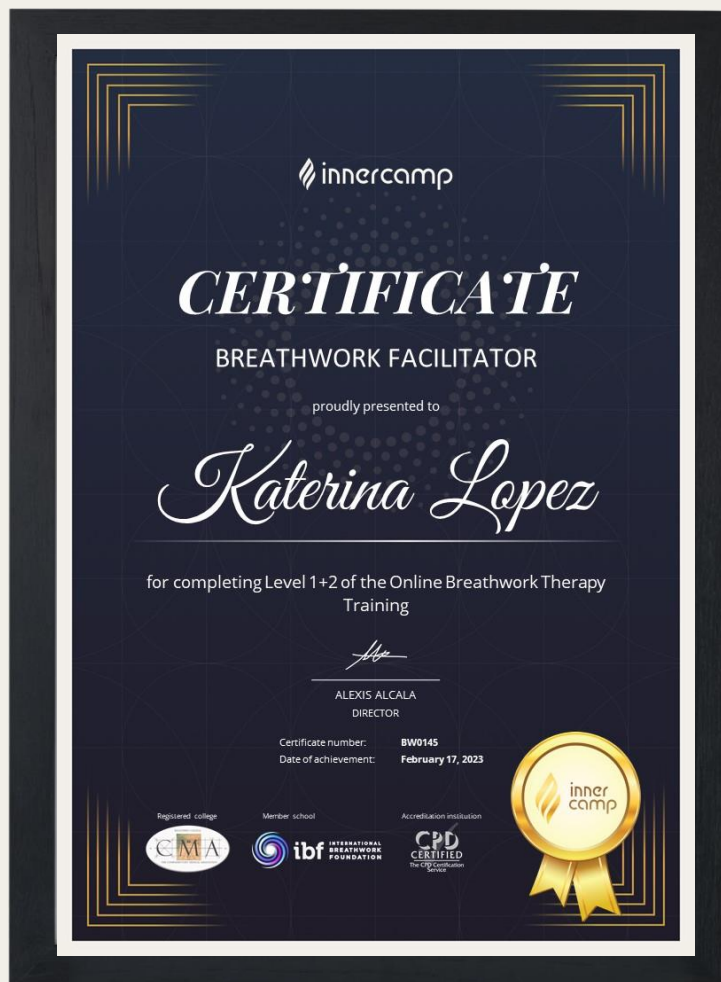 innercamp
CERTIFICATE
BREATHWORK FACILITATOR
proudly presented to
Katerina Lopez
for completing Level 1+2 of the Online Breathwork Therapy
Training
ALEXIS ALCALA
DIRECTOR
Certificate number: BW0145
Date of achievement: February 17, 2023
inner
camp
Registered college Member school Accreditation institution
CMA
ibf INTERNATIONAL
BREATHWORK
FOUNDATION
CPD
CERTIFIED
The CPD Certification
Service